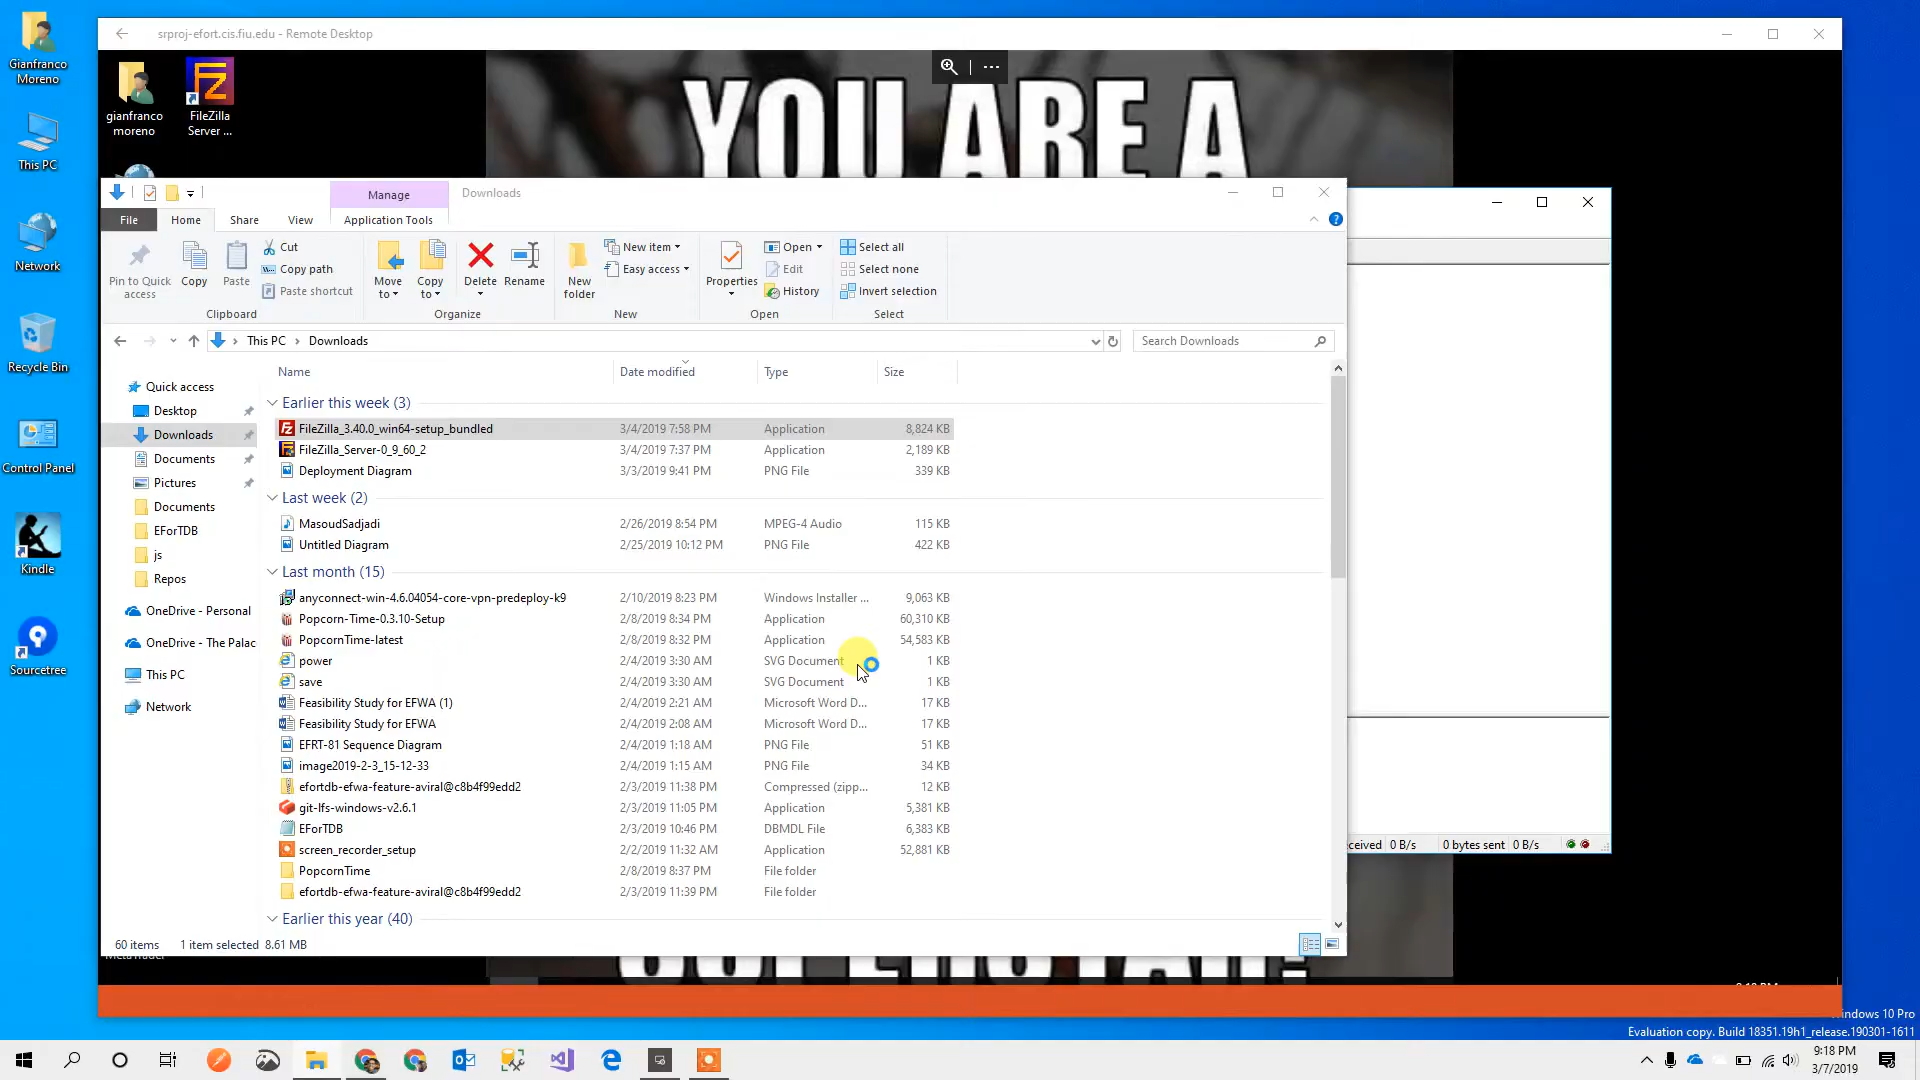 srproj-efort.cis.fiu.edu - Remote Desktop
Gianfranco
Moreno
This PC
Network
Recycle Bin
Control Panel
Kindle
Sourcetree
gianfranco
moreno
FileZilla
Server ...
YOU ARE A
Manage
Downloads
File
Home
Share
View
Application Tools
Pin to Quick
access
Copy
Paste
Cut
Copy path
Paste shortcut
Clipboard
Move
to
Copy
to
Delete
Rename
Organize
New
folder
New item
Easy access
New
Properties
Open
Edit
History
Open
Select all
Select none
Invert selection
Select
This PC
Downloads
Search Downloads
Quick access
Desktop
Downloads
Documents
Pictures
Documents
EForTDB
js
Repos
OneDrive - Personal
OneDrive - The Palac
This PC
Network
Name Date modified Type Size
Earlier this week (3)
FileZilla_3.40.0_win64-setup_bundled 3/4/2019 7:58 PM Application 8,824 KB
FileZilla_Server-0_9_60_2 3/4/2019 7:37 PM Application 2,189 KB
Deployment Diagram 3/3/2019 9:41 PM PNG File 339 KB
Last week (2)
MasoudSadjadi 2/26/2019 8:54 PM MPEG-4 Audio 115 KB
Untitled Diagram 2/25/2019 10:12 PM PNG File 422 KB
Last month (15)
anyconnect-win-4.6.04054-core-vpn-predeploy-k9 2/10/2019 8:23 PM Windows Installer ... 9,063 KB
Popcorn-Time-0.3.10-Setup 2/8/2019 8:34 PM Application 60,310 KB
PopcornTime-latest 2/8/2019 8:32 PM Application 54,583 KB
power 2/4/2019 3:30 AM SVG Document 1 KB
save 2/4/2019 3:30 AM SVG Document 1 KB
Feasibility Study for EFWA (1) 2/4/2019 2:21 AM Microsoft Word D... 17 KB
Feasibility Study for EFWA 2/4/2019 2:08 AM Microsoft Word D... 17 KB
EFRT-81 Sequence Diagram 2/4/2019 1:18 AM PNG File 51 KB
image2019-2-3_15-12-33 2/4/2019 1:15 AM PNG File 34 KB
efortdb-efwa-feature-aviral@c8b4f99edd2 2/3/2019 11:38 PM Compressed (zipp... 12 KB
git-lfs-windows-v2.6.1 2/3/2019 11:05 PM Application 5,381 KB
EForTDB 2/3/2019 10:46 PM DBMDL File 6,383 KB
screen_recorder_setup 2/2/2019 11:32 AM Application 52,881 KB
PopcornTime 2/8/2019 8:37 PM File folder
efortdb-efwa-feature-aviral@c8b4f99edd2 2/3/2019 11:39 PM File folder
Earlier this year (40)
60 items 1 item selected 8.61 MB
ceived 0 B/s 0 bytes sent 0 B/s
indows 10 Pro
Evaluation copy. Build 18351.19h1_release.190301-1611
9:18 PM
3/7/2019